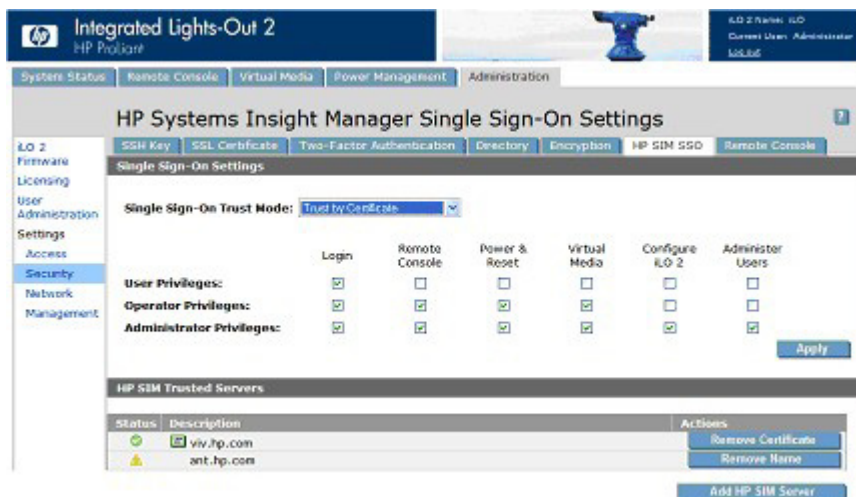 hp
Integrated Lights-Out 2
HP ProLiant
iLO 2 Name: iLO
Current User: Administrator
Log out
System Status Remote Console Virtual Media Power Management Administration
HP Systems Insight Manager Single Sign-On Settings ?
SSH Key SSL Certificate Two-Factor Authentication Directory Encryption HP SIM SSO Remote Console
iLO 2
Firmware
Licensing
User
Administration
Settings
Access
Security
Network
Management
Single Sign-On Settings
Single Sign-On Trust Mode: Trust by Certificate
Login Remote Console Power & Reset Virtual Media Configure iLO 2 Administer Users
User Privileges:
Operator Privileges:
Administrator Privileges:
Apply
HP SIM Trusted Servers
Status Description Actions
viv.hp.com Remove Certificate
ant.hp.com Remove Name
Add HP SIM Server